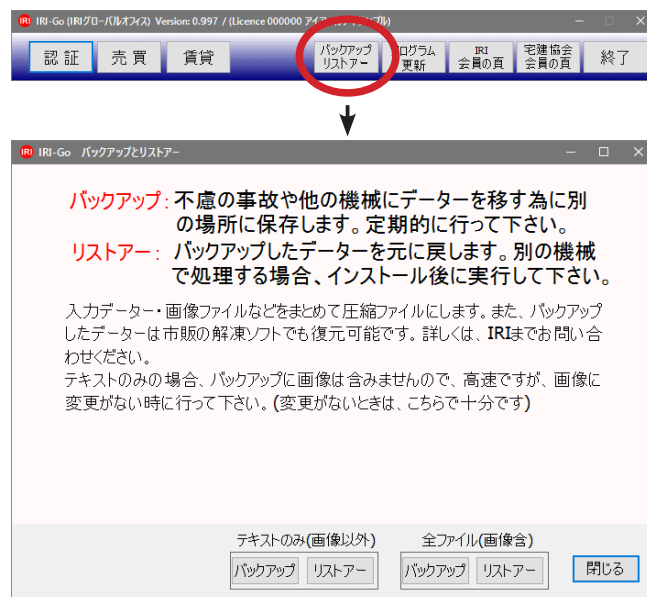 IRI IRI-Go (IRIグローバルオフィス) Version: 0.997 / (Licence 000000
認証
売買
賃貸
バックアップ
リストアー
プログラム
更新
IRI
会員の頁
宅建協会
会員の頁
終了
IRI IRI-Go バックアップとリストアー
バックアップ：不慮の事故や他の機械にデーターを移す為に別
の場所に保存します。定期的に行って下さい。
リストアー：バックアップしたデーターを元に戻します。別の機械
で処理する場合、インストール後に実行して下さい。
入力データー・画像ファイルなどをまとめて圧縮ファイルにします。また、バックアップ
したデーターは市販の解凍ソフトでも復元可能です。詳しくは、IRIまでお問い合
わせください。
テキストのみの場合、バックアップに画像は含みませんので、高速ですが、画像に
変更がない時に行って下さい。(変更がないときは、こちらで十分です)
テキストのみ(画像以外)
バックアップ
リストアー
全ファイル(画像含)
バックアップ
リストアー
閉じる